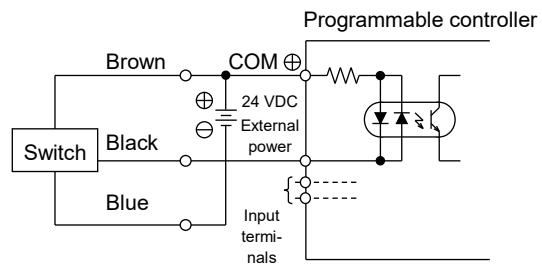 Programmable controller
Brown
COM ⊕
⊕
24 VDC
External
power
⊖
Switch
Black
Blue
Input
termi-
nals